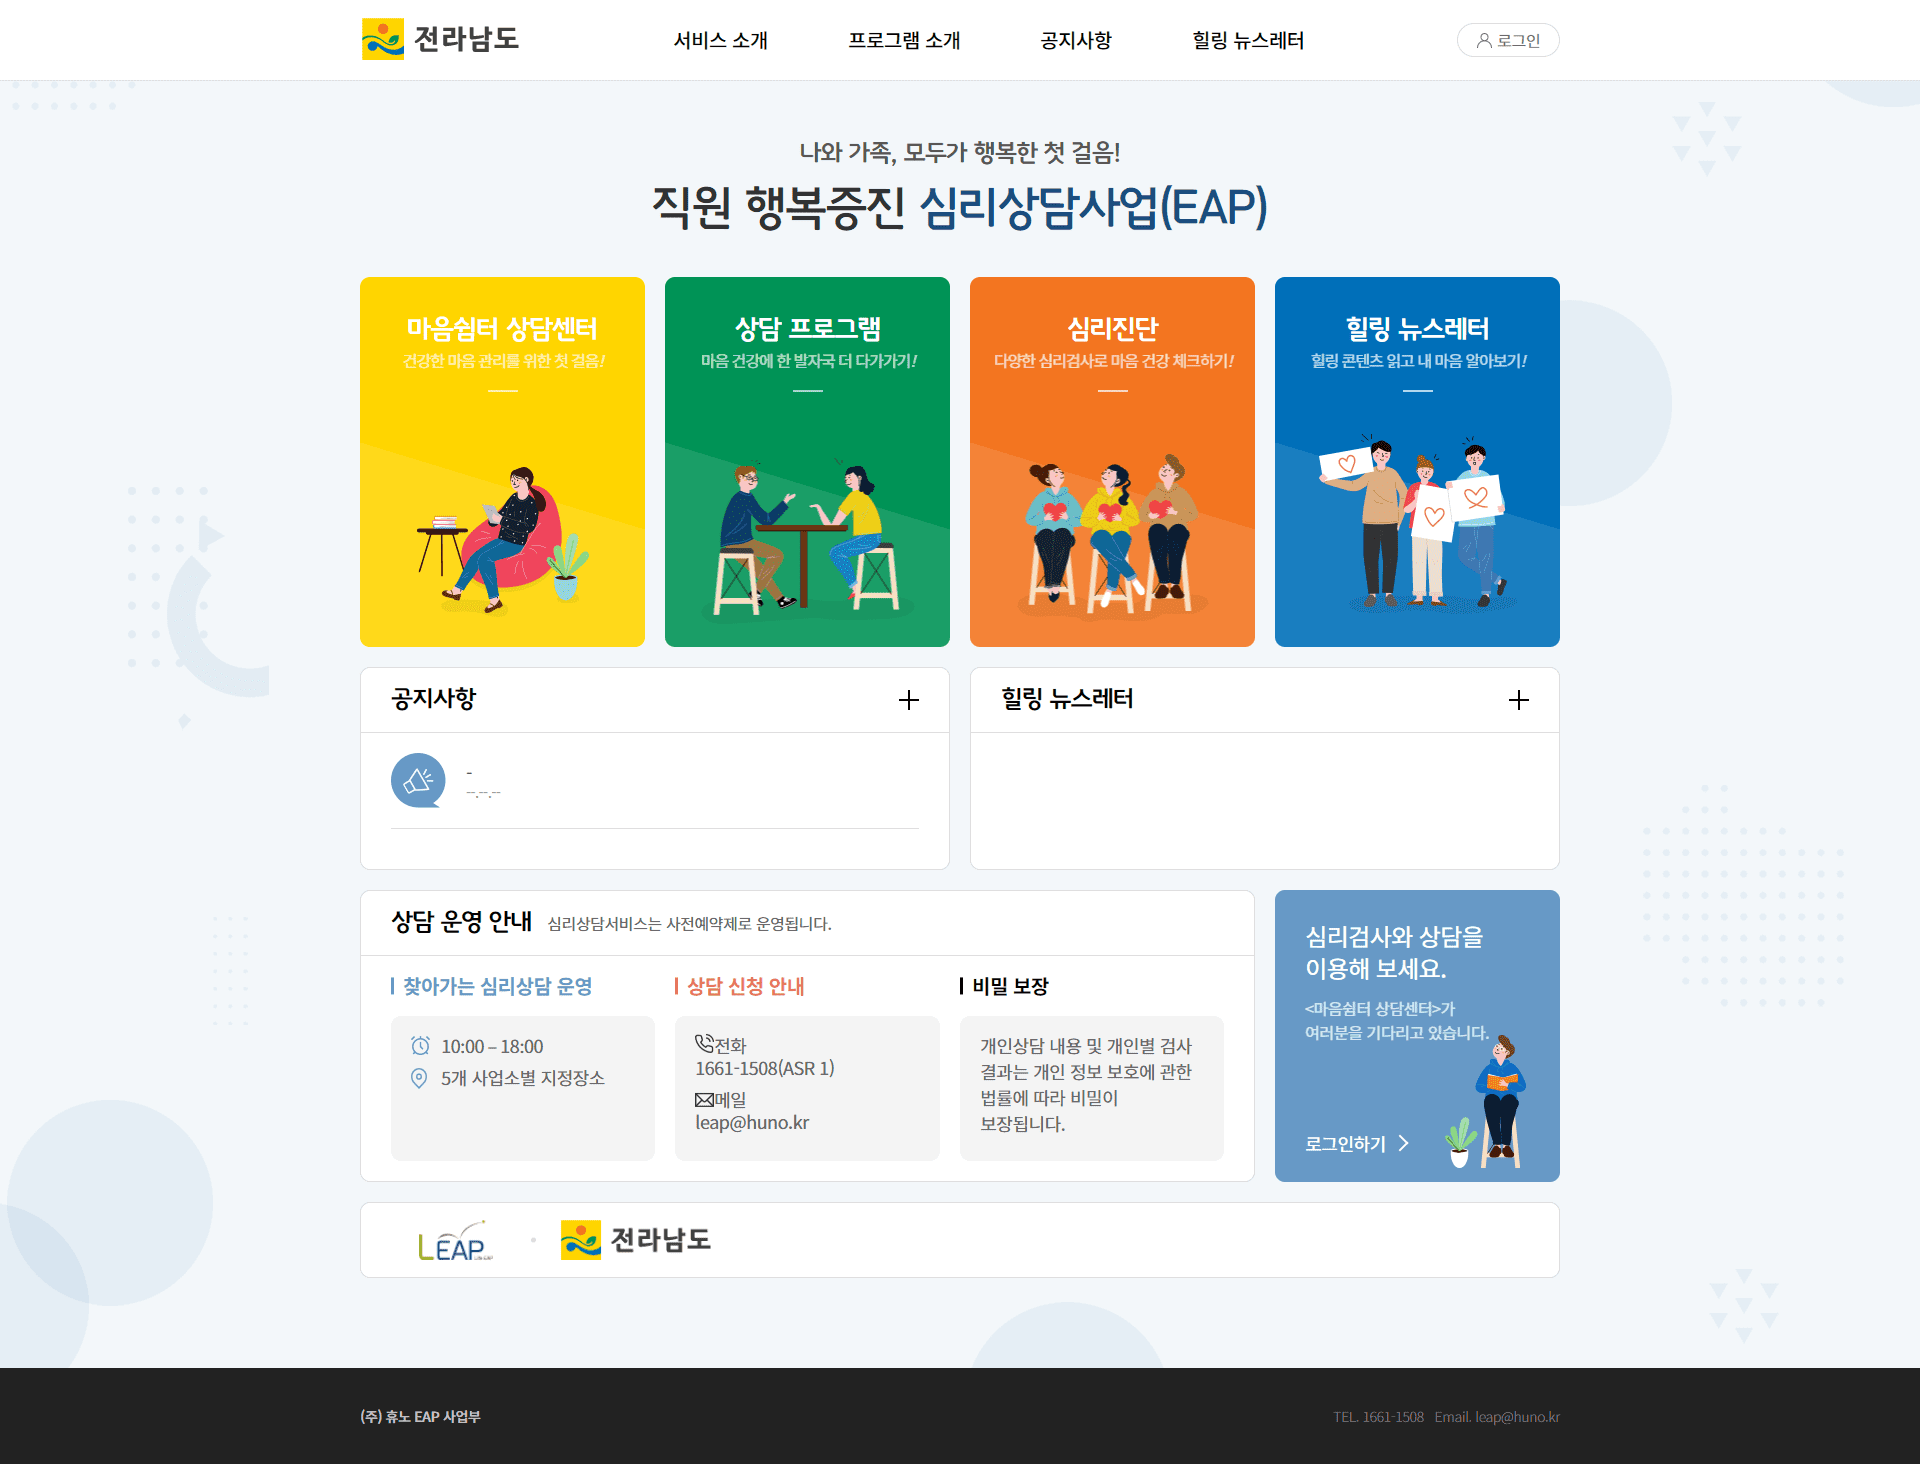 전라남도
서비스 소개
프로그램 소개
공지사항
힐링 뉴스레터
로그인
나와 가족, 모두가 행복한 첫 걸음!
직원 행복증진 심리상담사업(EAP)
마음쉼터 상담센터
건강한 마음 관리를 위한 첫 걸음!
상담 프로그램
마음 건강에 한 발자국 더 다가가기!
심리진단
다양한 심리검사로 마음 건강 체크하기!
힐링 뉴스레터
힐링 콘텐츠 읽고 내 마음 알아보기!
공지사항
-
--.--.--
힐링 뉴스레터
상담 운영 안내 심리상담서비스는 사전예약제로 운영됩니다.
찾아가는 심리상담 운영
10:00 – 18:00
5개 사업소별 지정장소
상담 신청 안내
전화
1661-1508(ASR 1)
메일
leap@huno.kr
비밀 보장
개인상담 내용 및 개인별 검사
결과는 개인 정보 보호에 관한
법률에 따라 비밀이
보장됩니다.
심리검사와 상담을
이용해 보세요.
<마음쉼터 상담센터>가
여러분을 기다리고 있습니다.
로그인하기
LEAP
전라남도
(주) 휴노 EAP 사업부
TEL. 1661-1508 Email. leap@huno.kr